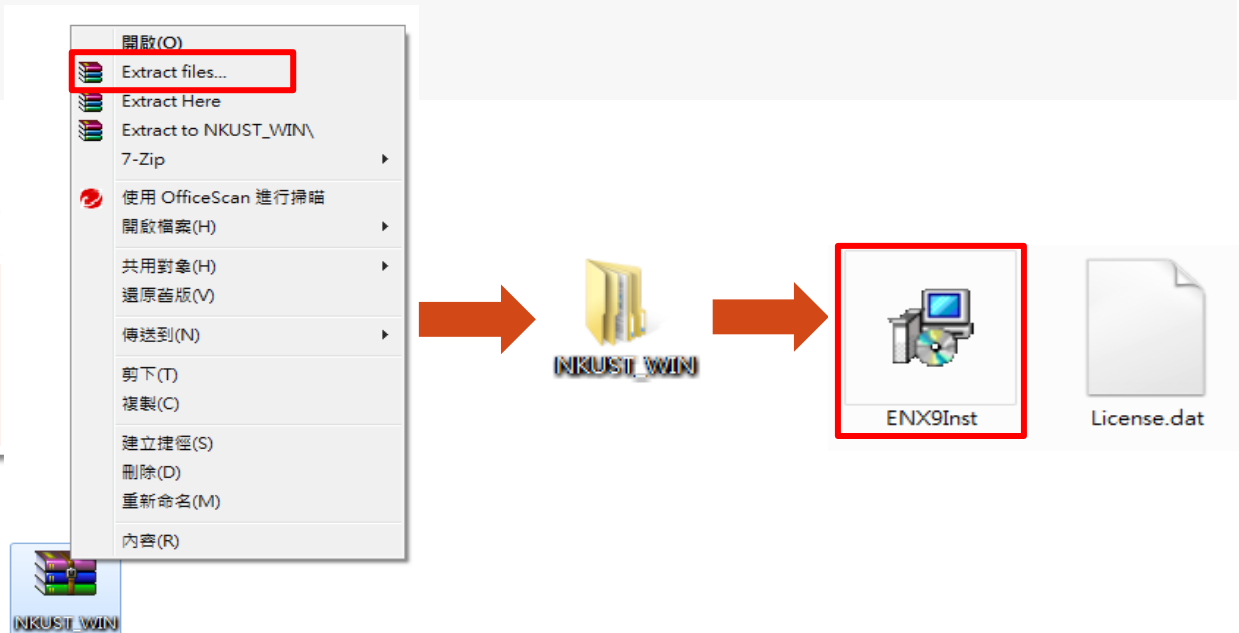 開啟(O)
Extract files...
Extract Here
Extract to NKUST_WIN\
7-Zip
使用 OfficeScan 進行掃瞄
開啟檔案(H)
共用對象(H)
還原舊版(V)
傳送到(N)
剪下(T)
複製(C)
建立捷徑(S)
刪除(D)
重新命名(M)
內容(R)
NKUST_WIN
NKUST_WIN
ENX9Inst
License.dat